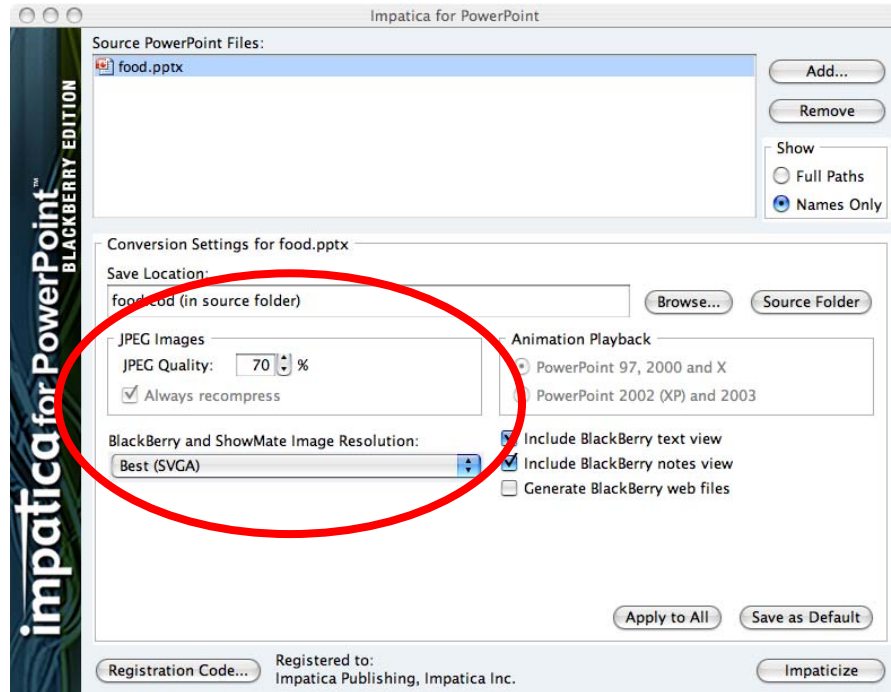 Impatica for PowerPoint
impatica for PowerPoint™
BLACKBERRY EDITION
Source PowerPoint Files:
food.pptx
Add...
Remove
Show
Full Paths
Names Only
Conversion Settings for food.pptx
Save Location:
food.cod (in source folder)
Browse...
Source Folder
JPEG Images
JPEG Quality: 70 %
Always recompress
Animation Playback
PowerPoint 97, 2000 and X
PowerPoint 2002 (XP) and 2003
BlackBerry and ShowMate Image Resolution:
Best (SVGA)
Include BlackBerry text view
Include BlackBerry notes view
Generate BlackBerry web files
Apply to All
Save as Default
Registration Code...
Registered to:
Impatica Publishing, Impatica Inc.
Impaticize